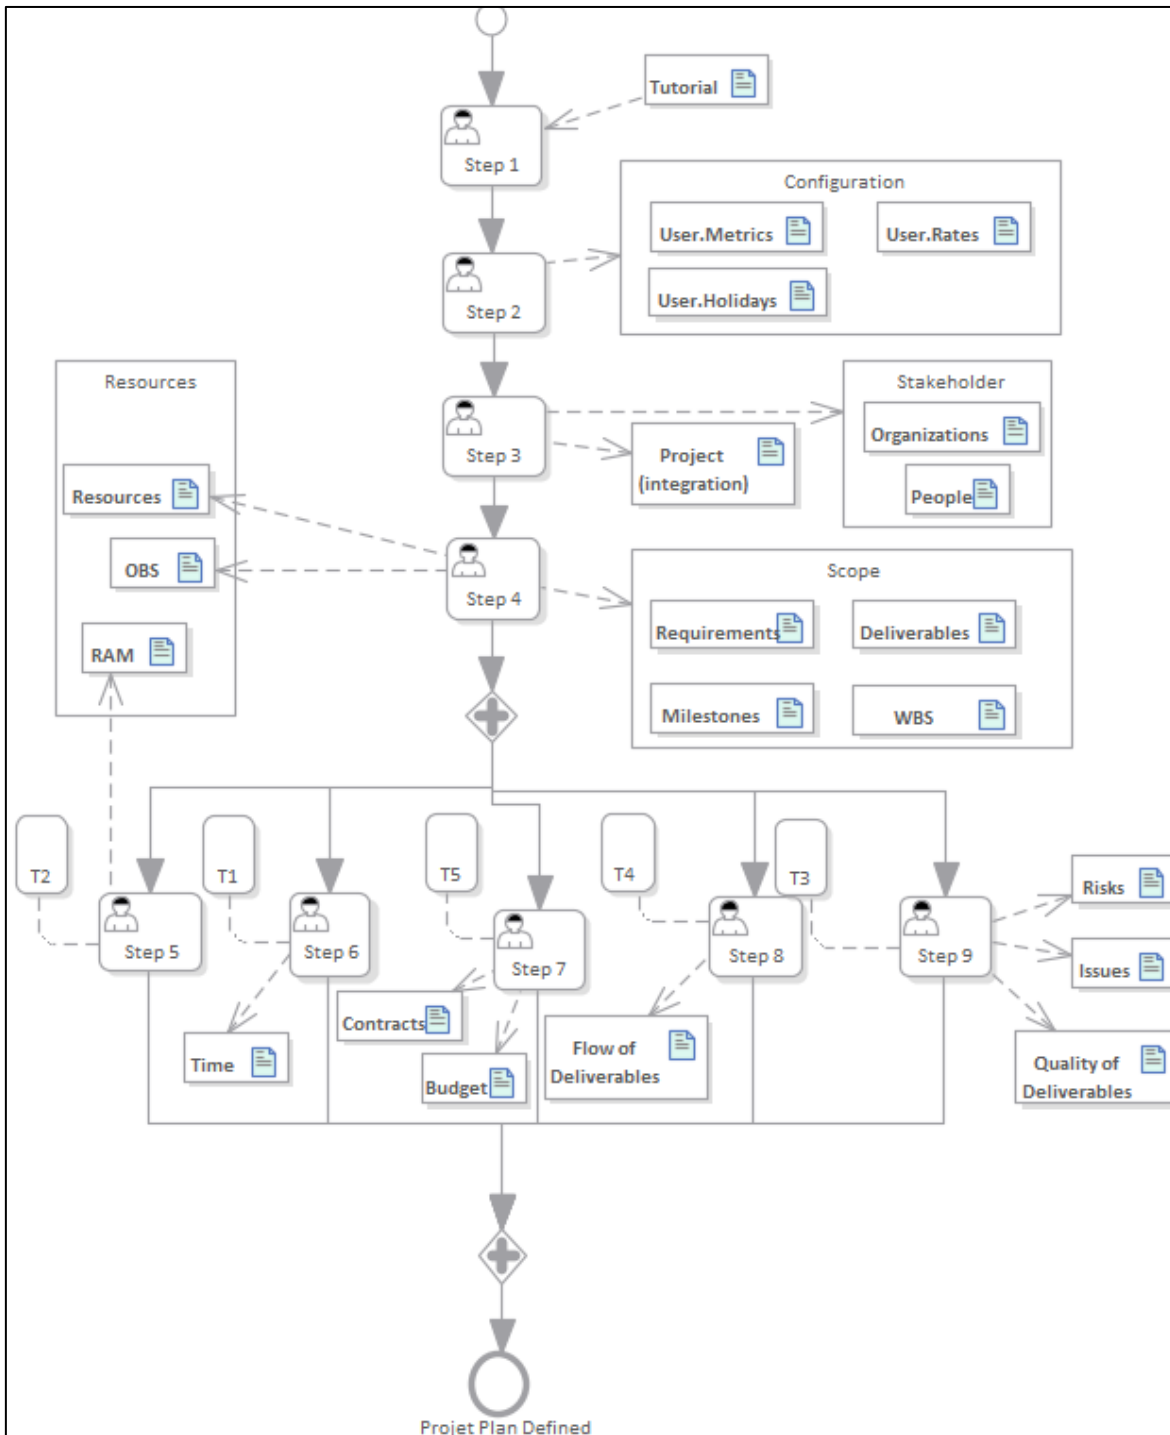 Tutorial
Step 1
Configuration
User.Metrics
User.Rates
User.Holidays
Step 2
Resources
Stakeholder
Organizations
People
Step 3
Project
(integration)
Resources
OBS
RAM
Step 4
Scope
Requirements
Deliverables
Milestones
WBS
T2
T1
T5
T4
T3
Step 5
Step 6
Step 7
Step 8
Step 9
Risks
Issues
Quality of
Deliverables
Time
Contracts
Budget
Flow of
Deliverables
Projet Plan Defined